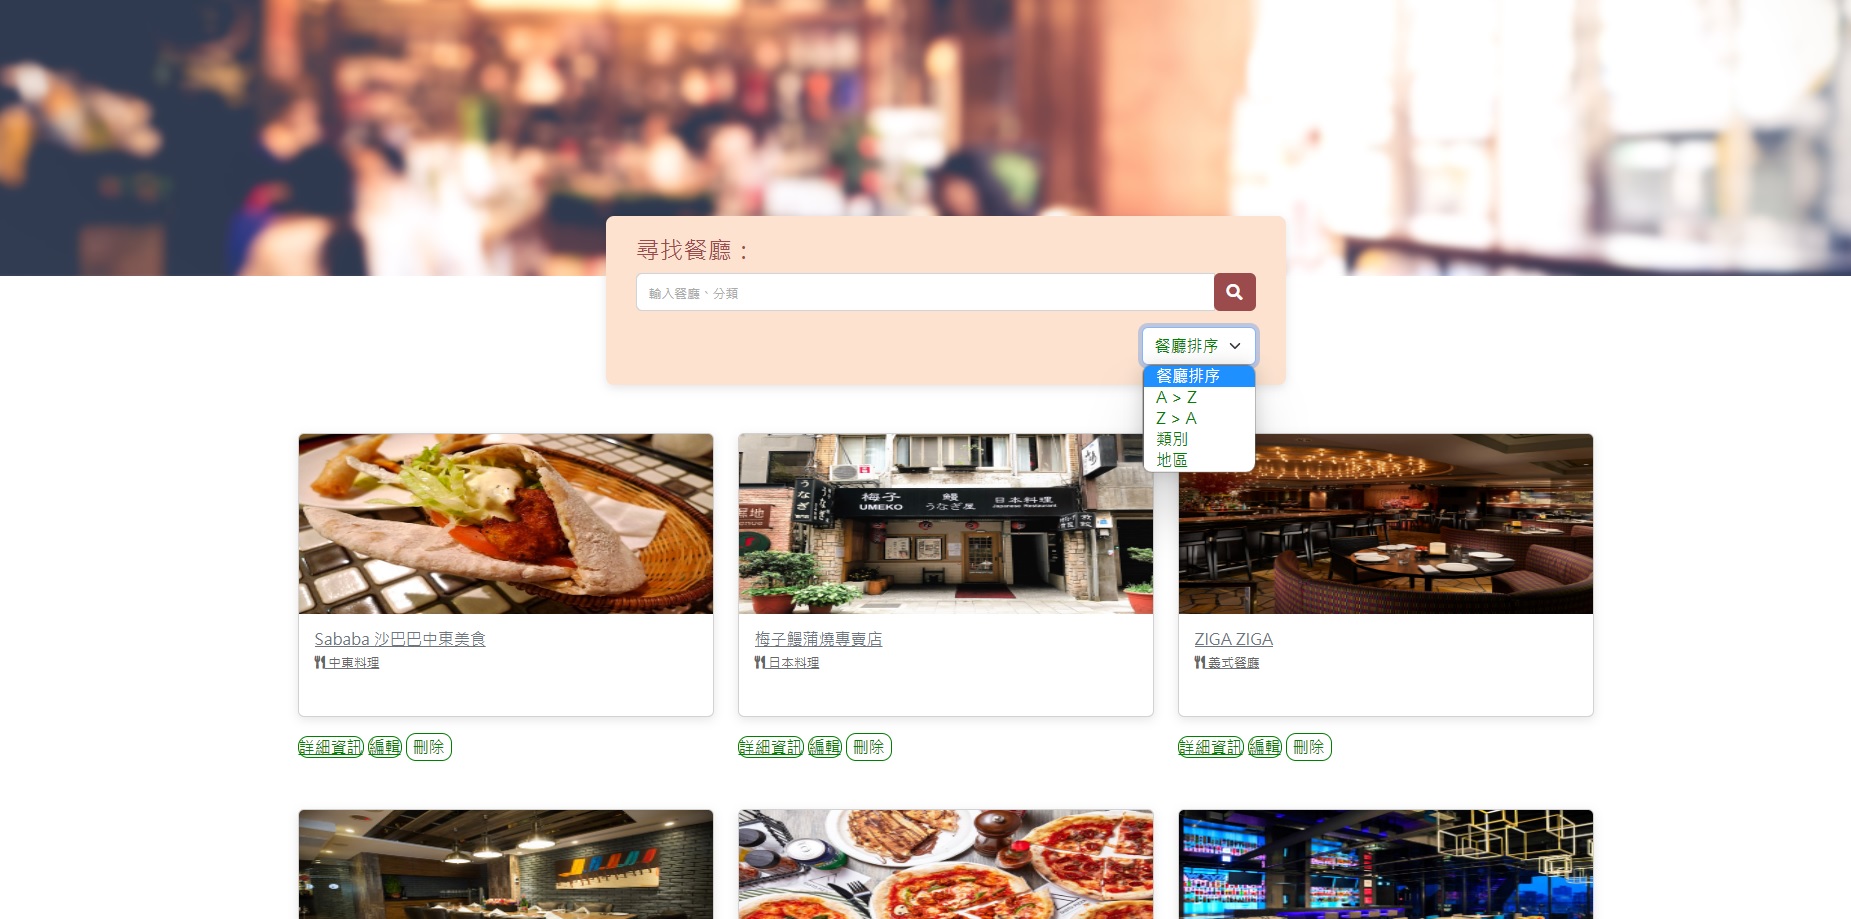 尋找餐廳：
輸入餐廳、分類
餐廳排序
餐廳排序
A > Z
Z > A
類別
地區
梅子 鰻 日本料理
UMEKO うなぎ屋 Japanese Restaurant
うなぎ
Sababa 沙巴巴中東美食
中東料理
詳細資訊 編輯 刪除
梅子鰻蒲燒專賣店
日本料理
詳細資訊 編輯 刪除
ZIGA ZIGA
義式餐廳
詳細資訊 編輯 刪除